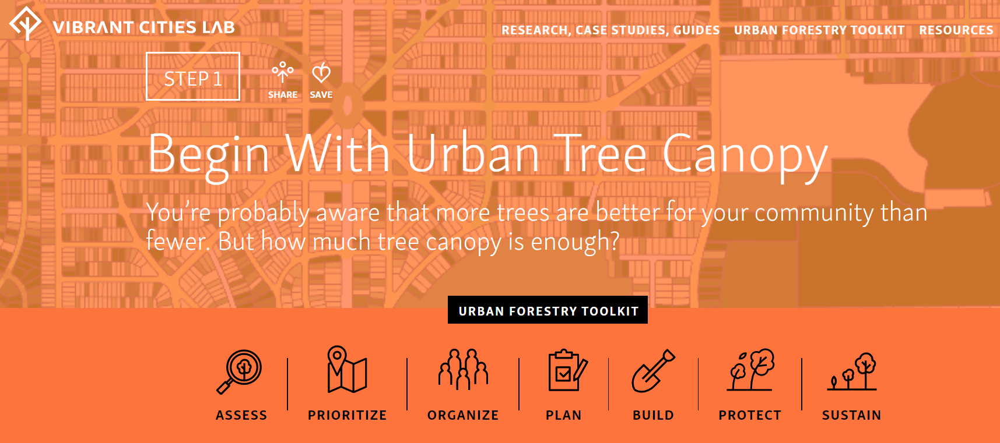 VIBRANT CITIES LAB
RESEARCH, CASE STUDIES, GUIDES
URBAN FORESTRY TOOLKIT
RESOURCES
STEP 1
SHARE
SAVE
Begin With Urban Tree Canopy
You’re probably aware that more trees are better for your community than
fewer. But how much tree canopy is enough?
URBAN FORESTRY TOOLKIT
ASSESS
PRIORITIZE
ORGANIZE
PLAN
BUILD
PROTECT
SUSTAIN